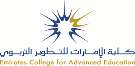 كلية الإمارات للتطوير التربوي
Emirates College for Advanced Education